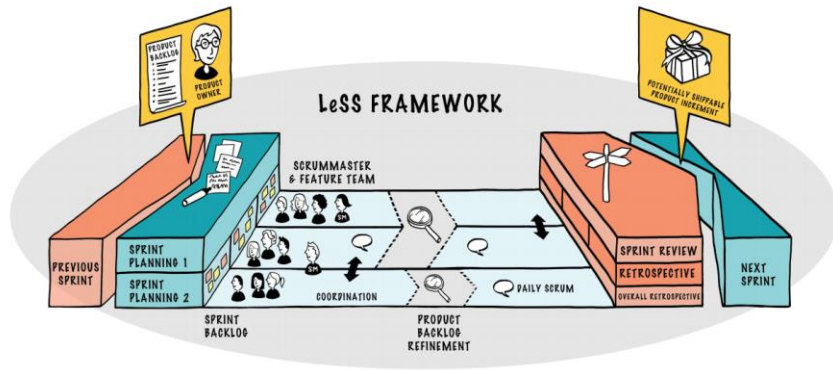 PRODUCT
BACKLOG
PRODUCT
OWNER
LeSS FRAMEWORK
POTENTIALLY SHIPPABLE
PRODUCT INCREMENT
SCRUMMASTER
& FEATURE TEAM
SM
SM
PREVIOUS
SPRINT
SPRINT
PLANNING 1
SPRINT
PLANNING 2
SPRINT
BACKLOG
COORDINATION
PRODUCT
BACKLOG
REFINEMENT
DAILY SCRUM
SPRINT REVIEW
RETROSPECTIVE
OVERALL RETROSPECTIVE
NEXT
SPRINT